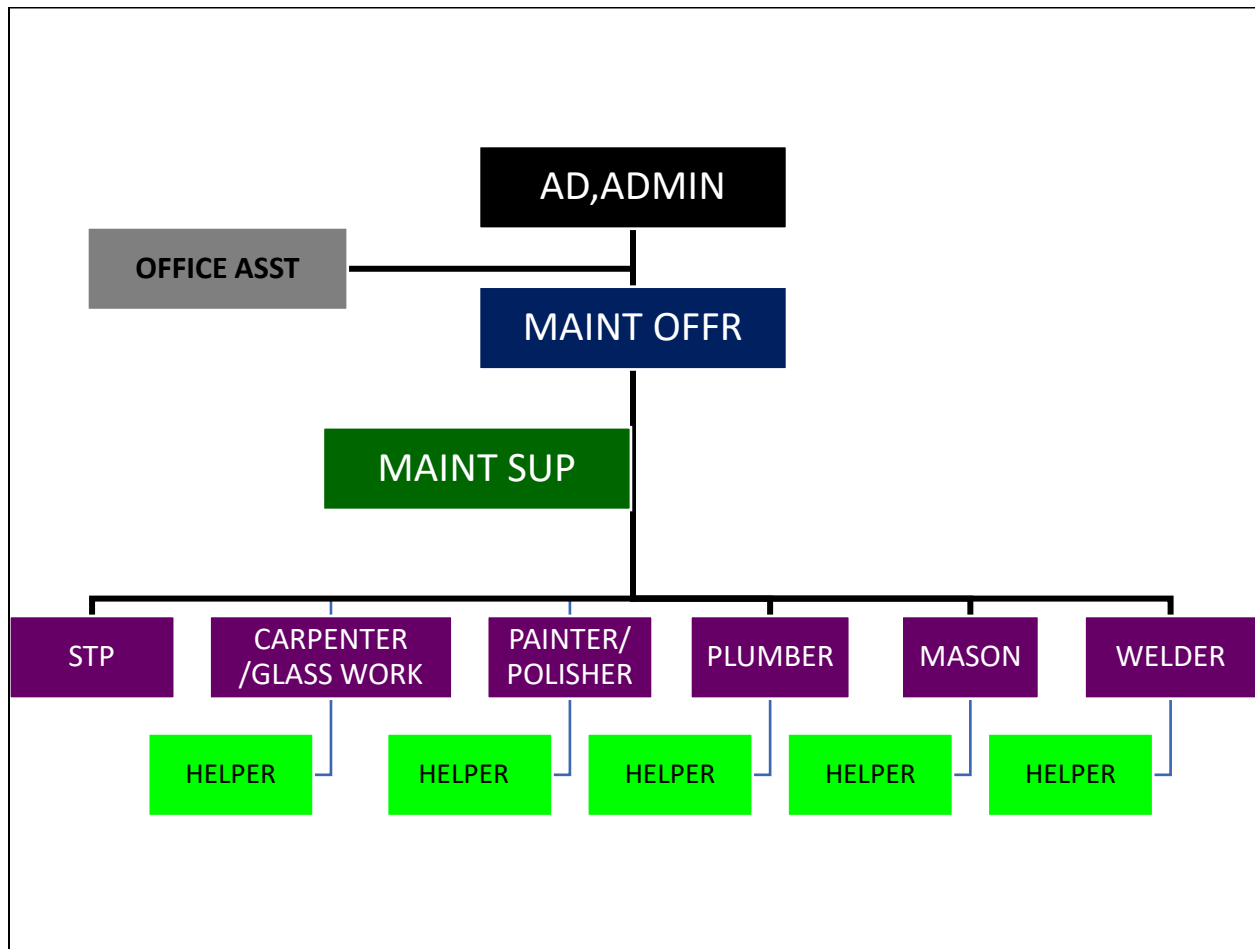 AD,ADMIN
OFFICE ASST
MAINT OFFR
MAINT SUP
STP
CARPENTER
/GLASS WORK
PAINTER/
POLISHER
PLUMBER
MASON
WELDER
HELPER
HELPER
HELPER
HELPER
HELPER